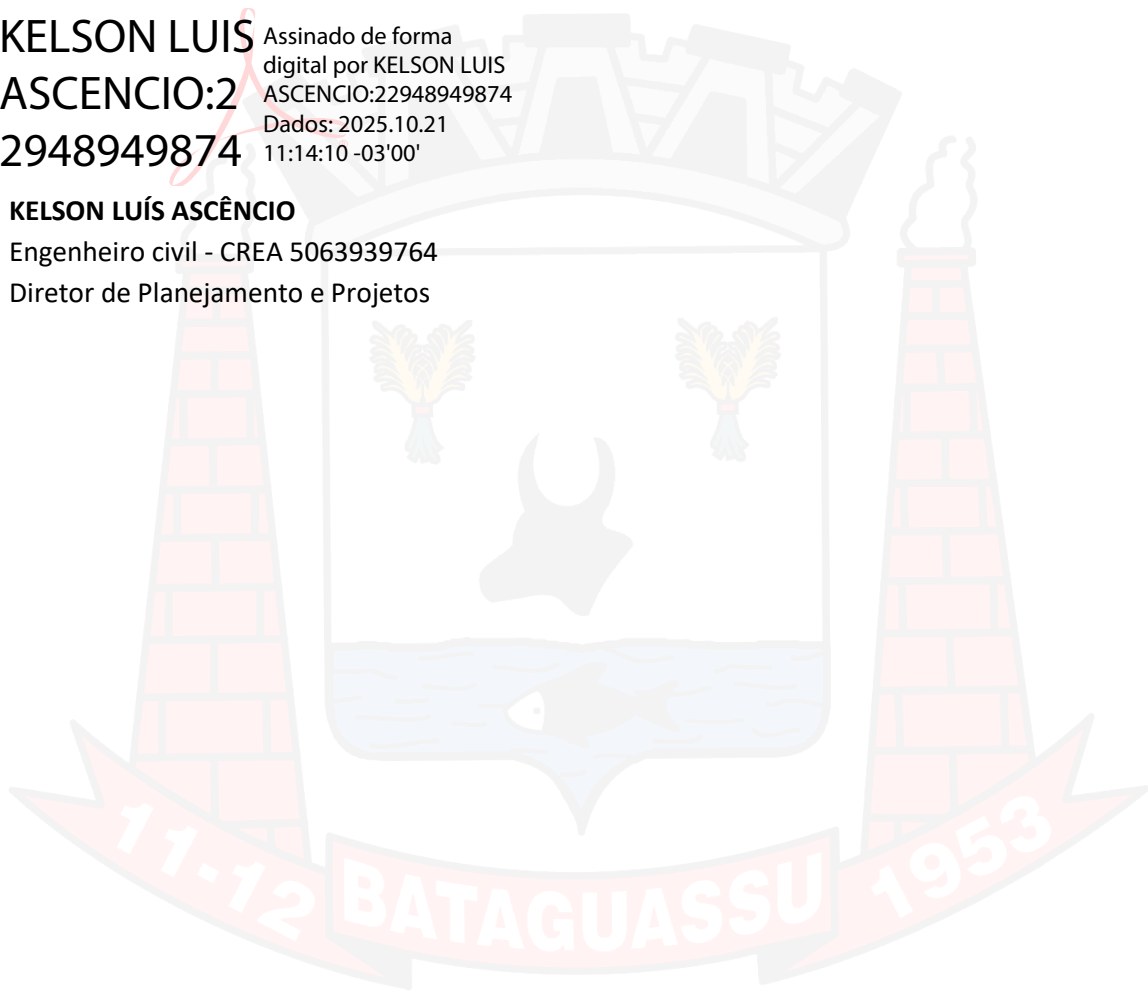 KELSON LUIS
ASCENCIO:2
2948949874
Assinado de forma
digital por KELSON LUIS
ASCENCIO:22948949874
Dados: 2025.10.21
11:14:10 -03'00'
KELSON LUÍS ASCÊNCIO
Engenheiro civil - CREA 5063939764
Diretor de Planejamento e Projetos
11-12
BATAGUASSU
1953